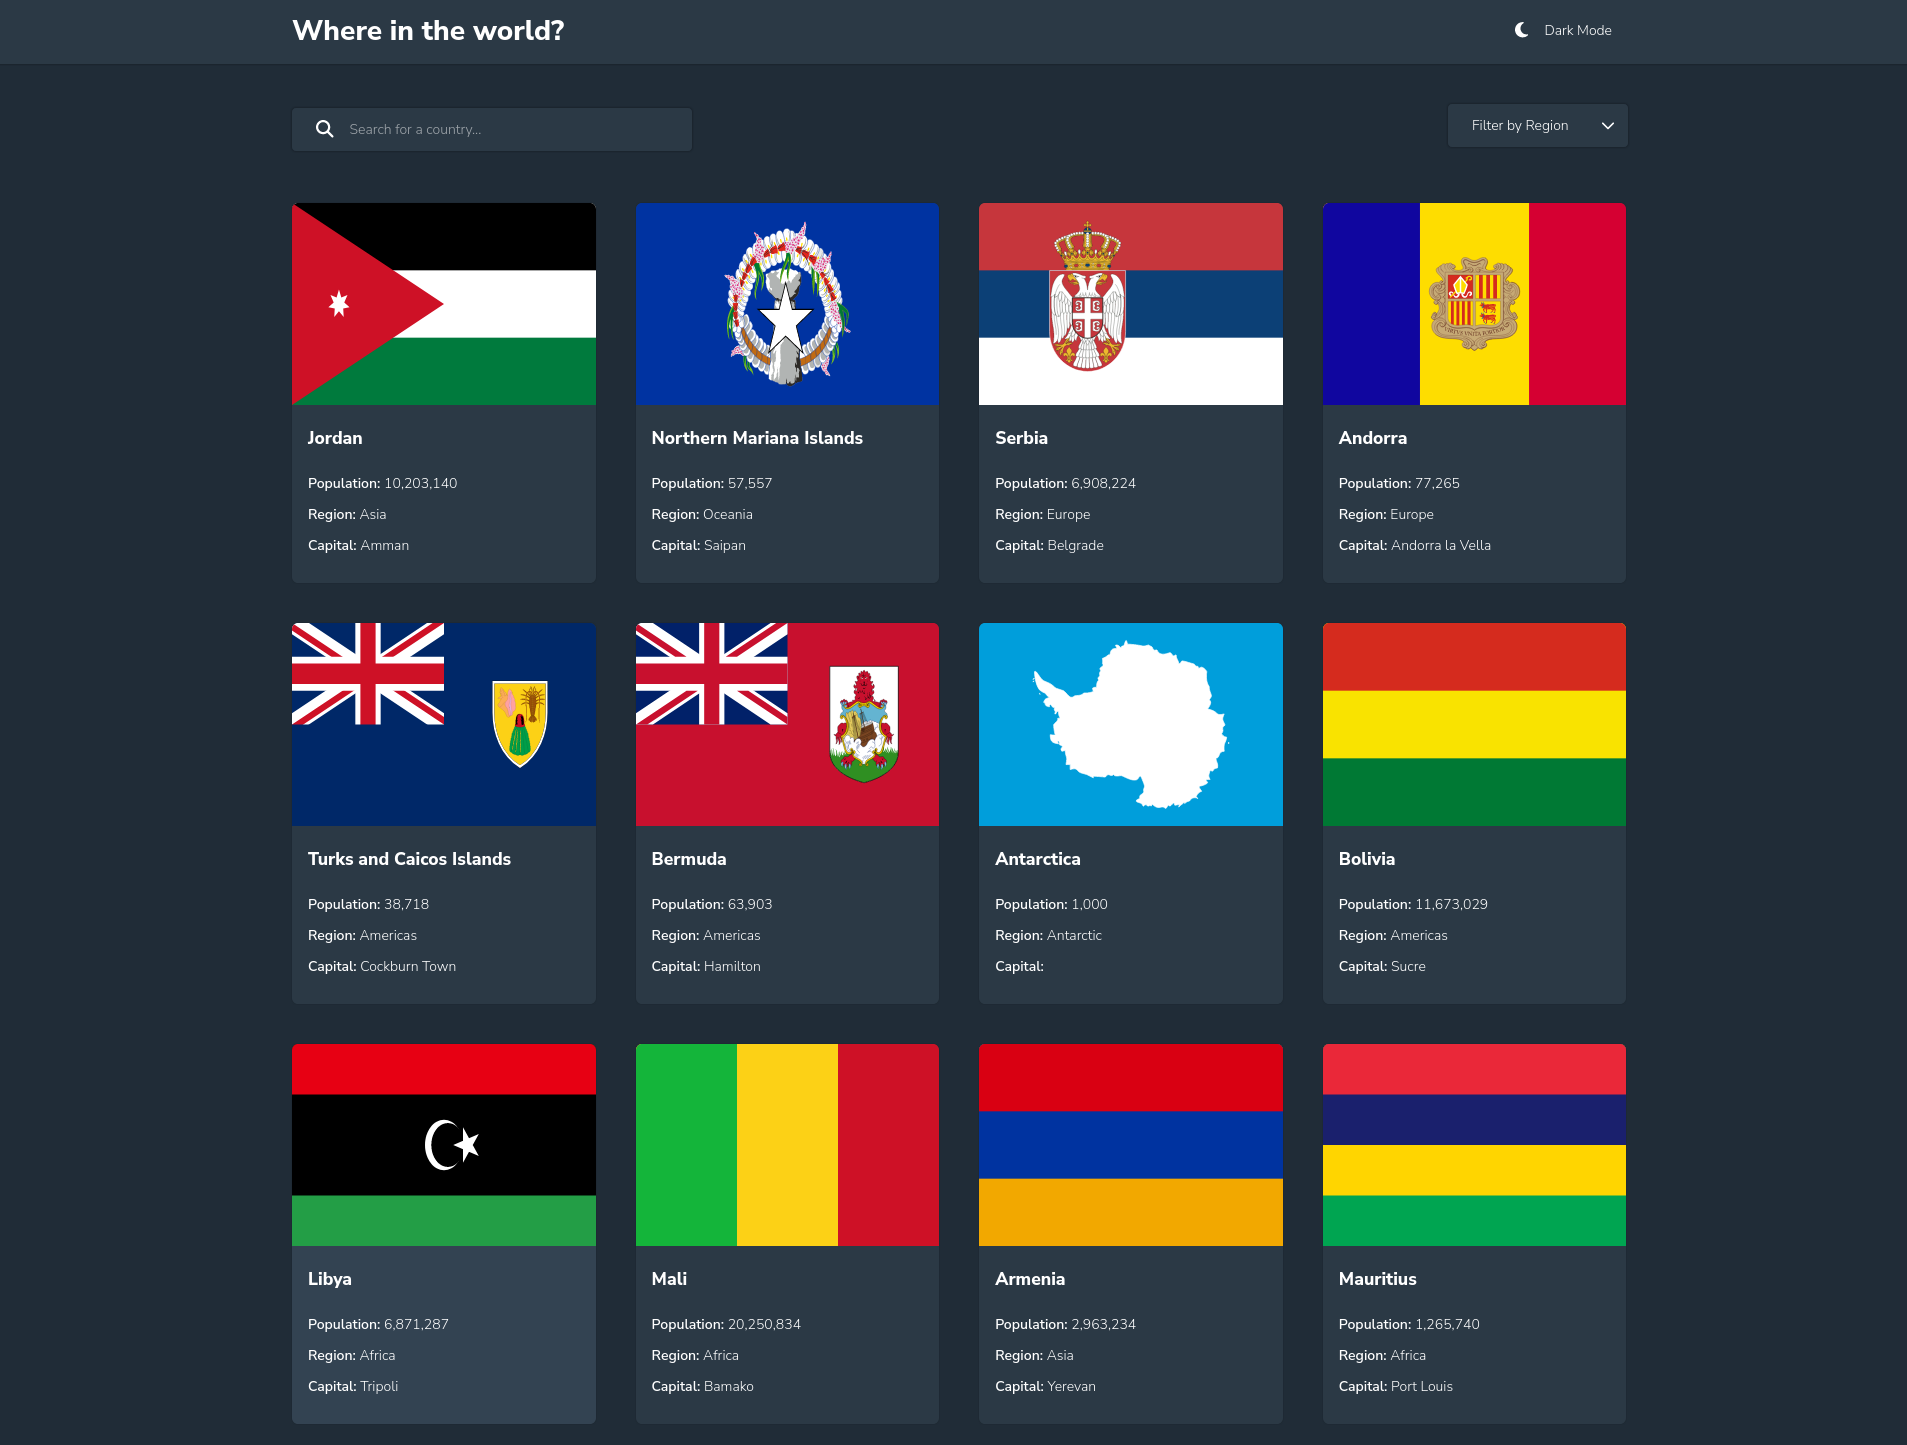 Where in the world?
Dark Mode
Search for a country...
Filter by Region
Jordan
Population: 10,203,140
Region: Asia
Capital: Amman
Northern Mariana Islands
Population: 57,557
Region: Oceania
Capital: Saipan
Serbia
Population: 6,908,224
Region: Europe
Capital: Belgrade
VIRTVS VNITA FORTIOR
Andorra
Population: 77,265
Region: Europe
Capital: Andorra la Vella
Turks and Caicos Islands
Population: 38,718
Region: Americas
Capital: Cockburn Town
Bermuda
Population: 63,903
Region: Americas
Capital: Hamilton
Antarctica
Population: 1,000
Region: Antarctic
Capital:
Bolivia
Population: 11,673,029
Region: Americas
Capital: Sucre
Libya
Population: 6,871,287
Region: Africa
Capital: Tripoli
Mali
Population: 20,250,834
Region: Africa
Capital: Bamako
Armenia
Population: 2,963,234
Region: Asia
Capital: Yerevan
Mauritius
Population: 1,265,740
Region: Africa
Capital: Port Louis